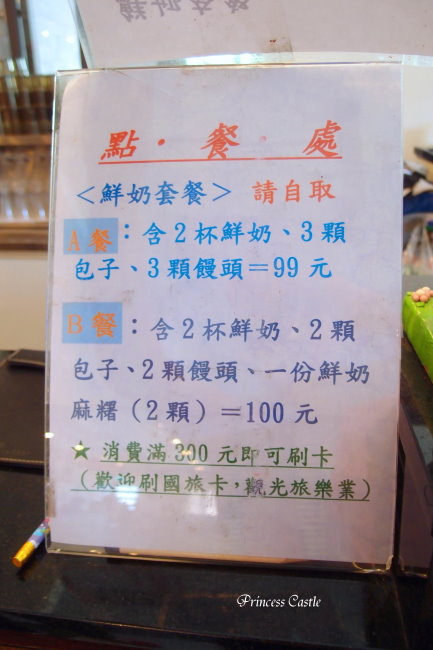 點·餐·處
＜鮮奶套餐＞ 請自取
A餐：含2杯鮮奶、3顆
包子、3顆饅頭＝99元
B餐：含2杯鮮奶、2顆
包子、2顆饅頭、一份鮮奶
麻糬（2顆）＝100元
★消費滿300元即可刷卡
（歡迎刷國旅卡,觀光旅樂業）
Princess Castle